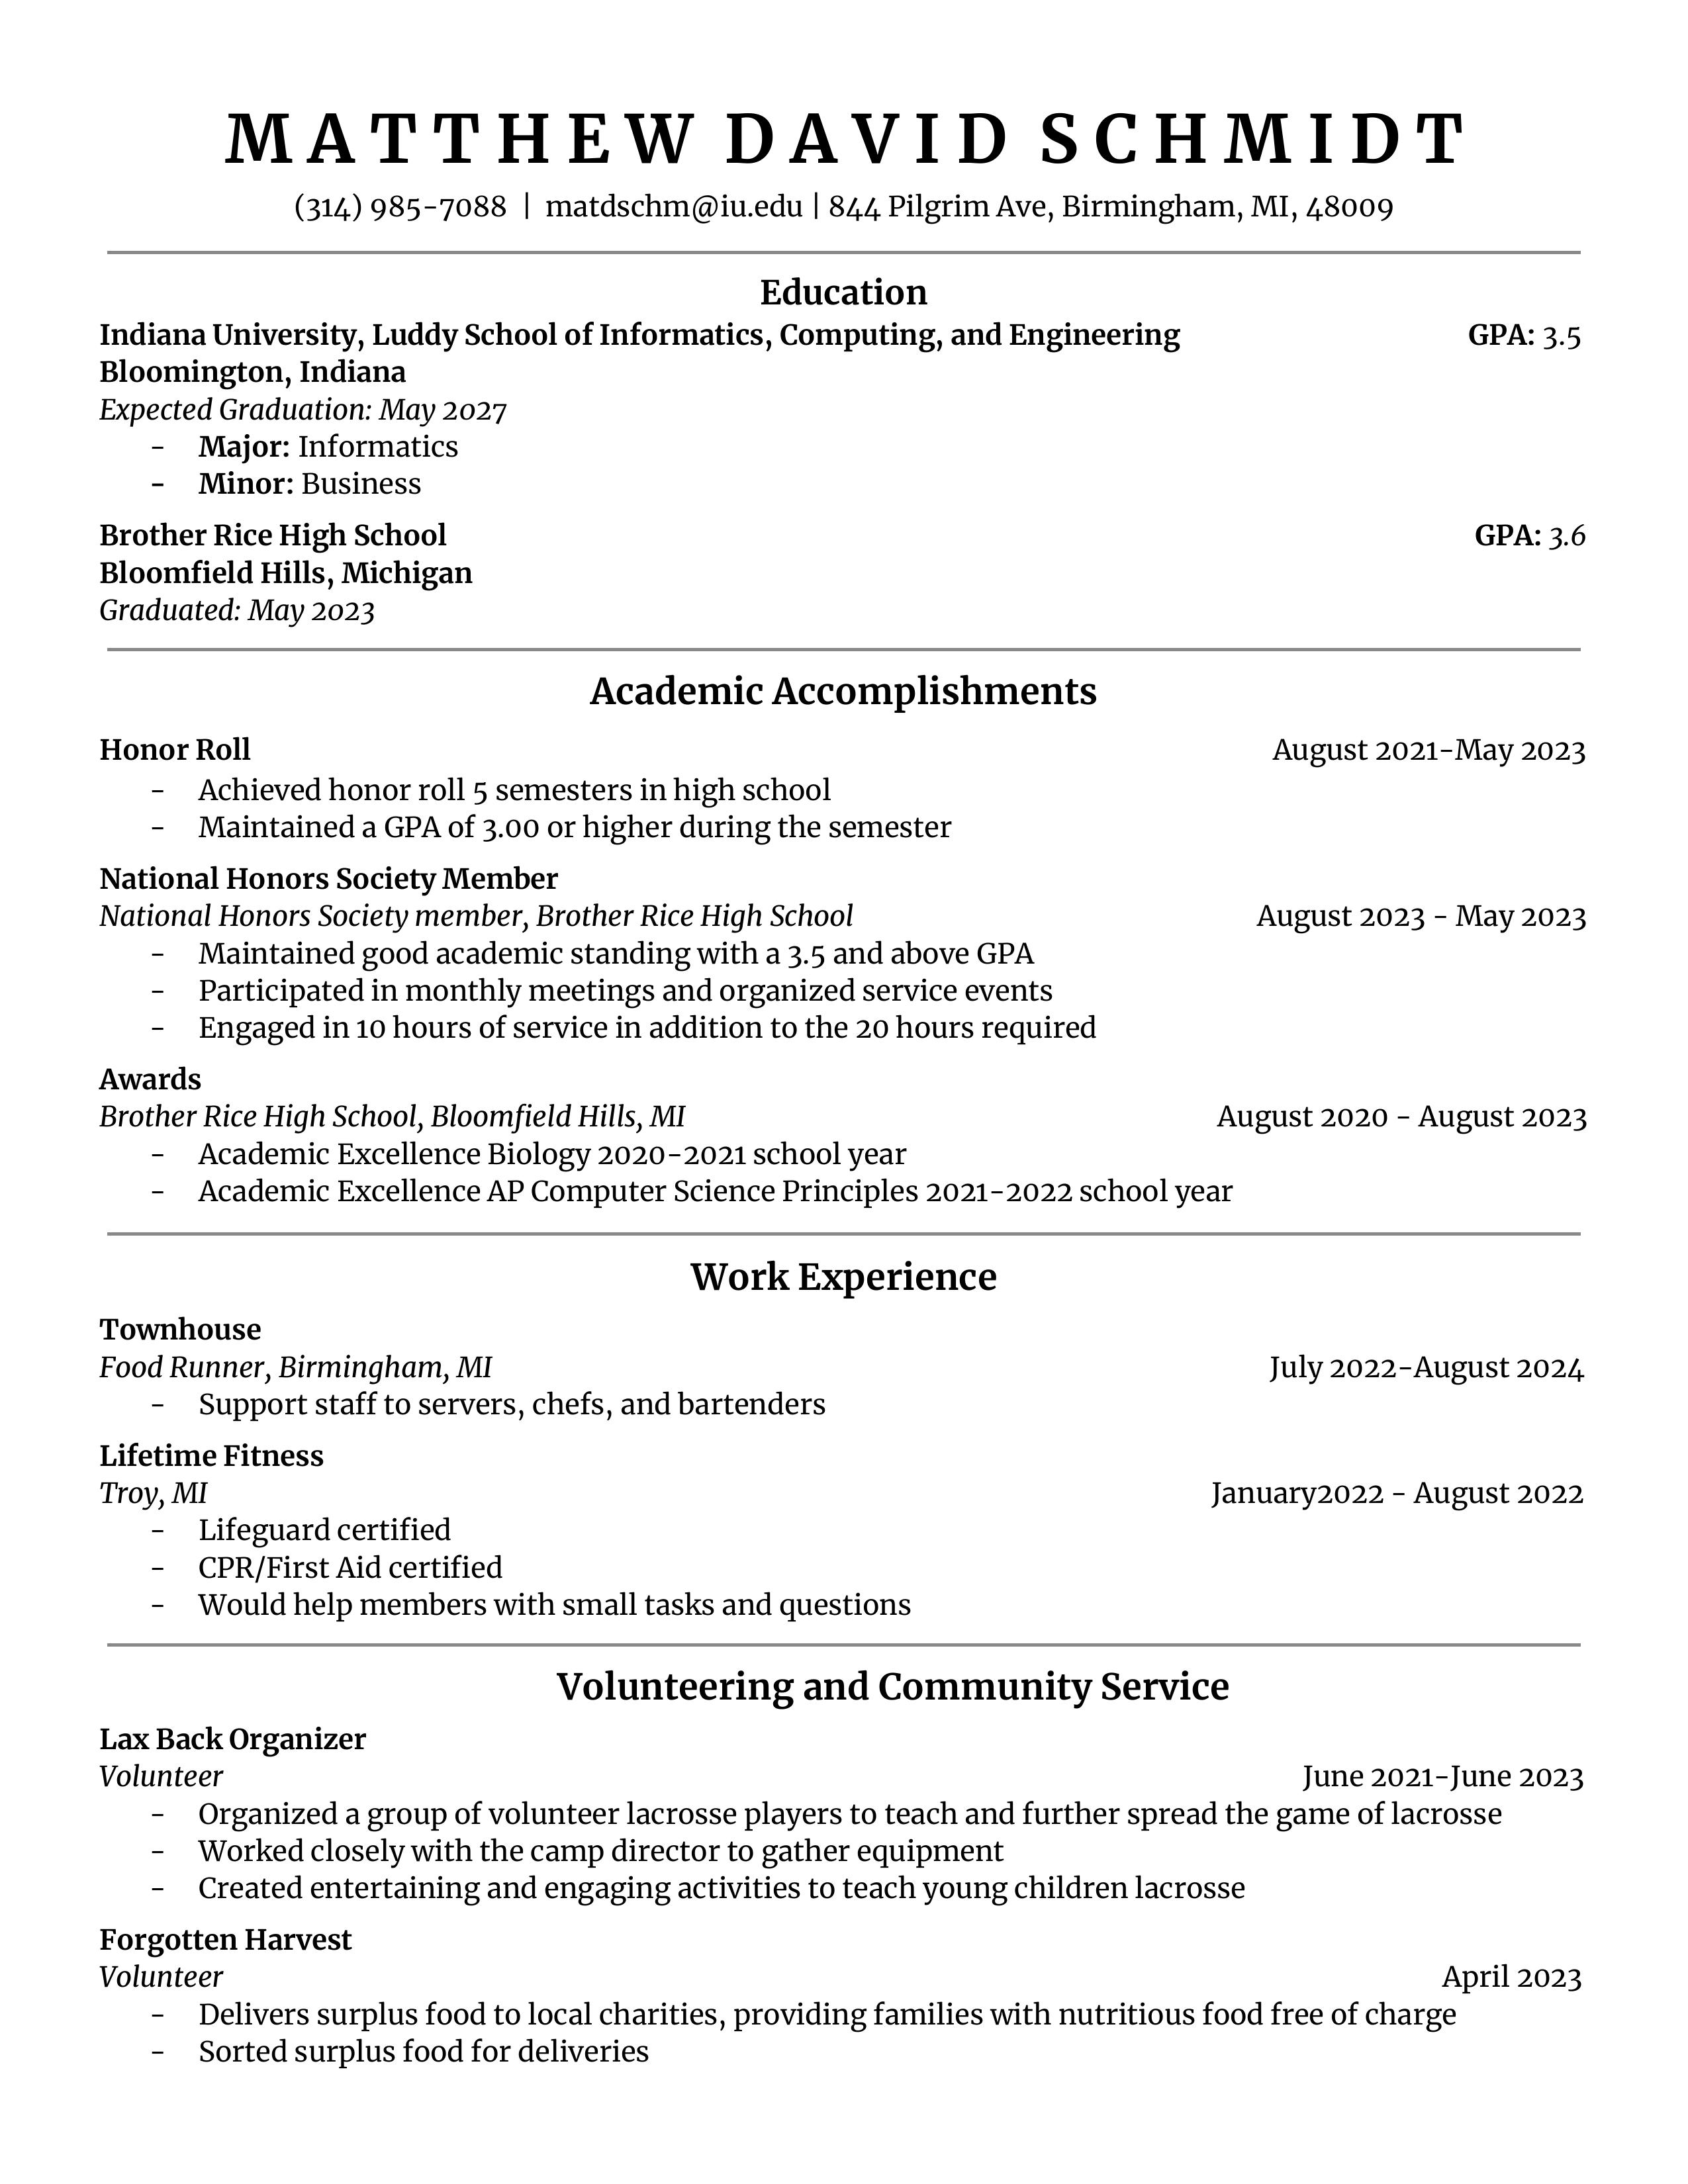 MATTHEW DAVID SCHMIDT
(314) 985-7088 | matdschm@iu.edu | 844 Pilgrim Ave, Birmingham, MI, 48009
Education
Indiana University, Luddy School of Informatics, Computing, and Engineering GPA: 3.5
Bloomington, Indiana
Expected Graduation: May 2027
- Major: Informatics
- Minor: Business
Brother Rice High School GPA: 3.6
Bloomfield Hills, Michigan
Graduated: May 2023
Academic Accomplishments
Honor Roll August 2021-May 2023
- Achieved honor roll 5 semesters in high school
- Maintained a GPA of 3.00 or higher during the semester
National Honors Society Member
National Honors Society member, Brother Rice High School August 2023 - May 2023
- Maintained good academic standing with a 3.5 and above GPA
- Participated in monthly meetings and organized service events
- Engaged in 10 hours of service in addition to the 20 hours required
Awards
Brother Rice High School, Bloomfield Hills, MI August 2020 - August 2023
- Academic Excellence Biology 2020-2021 school year
- Academic Excellence AP Computer Science Principles 2021-2022 school year
Work Experience
Townhouse
Food Runner, Birmingham, MI July 2022-August 2024
- Support staff to servers, chefs, and bartenders
Lifetime Fitness
Troy, MI January2022 - August 2022
- Lifeguard certified
- CPR/First Aid certified
- Would help members with small tasks and questions
Volunteering and Community Service
Lax Back Organizer
Volunteer June 2021-June 2023
- Organized a group of volunteer lacrosse players to teach and further spread the game of lacrosse
- Worked closely with the camp director to gather equipment
- Created entertaining and engaging activities to teach young children lacrosse
Forgotten Harvest
Volunteer April 2023
- Delivers surplus food to local charities, providing families with nutritious food free of charge
- Sorted surplus food for deliveries